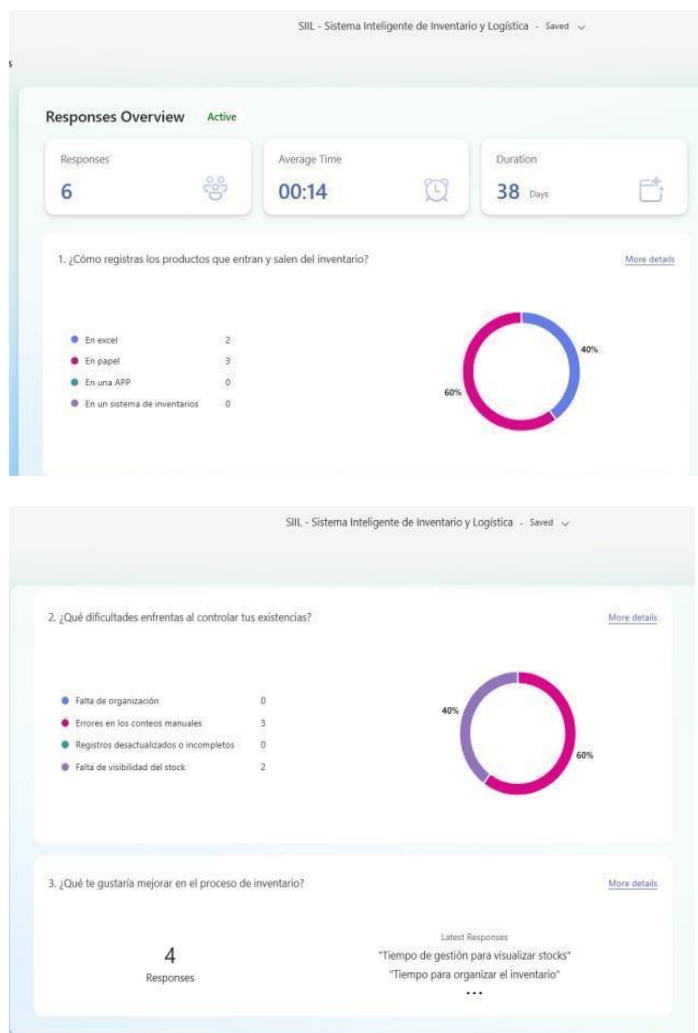 SIIL - Sistema Inteligente de Inventario y Logística - Saved
s
Responses Overview Active
Responses
6
Average Time
00:14
Duration
38 Days
1. ¿Cómo registras los productos que entran y salen del inventario?
More details
En excel 2
En papel 3
En una APP 0
En un sistema de inventarios 0
40%
60%
SIIL - Sistema Inteligente de Inventario y Logística - Saved
2. ¿Qué dificultades enfrentas al controlar tus existencias?
More details
Falta de organización 0
Errores en los conteos manuales 3
Registros desactualizados o incompletos 0
Falta de visibilidad del stock 2
40%
60%
3. ¿Qué te gustaría mejorar en el proceso de inventario?
More details
4
Responses
Latest Responses
"Tiempo de gestión para visualizar stocks"
"Tiempo para organizar el inventario"
...